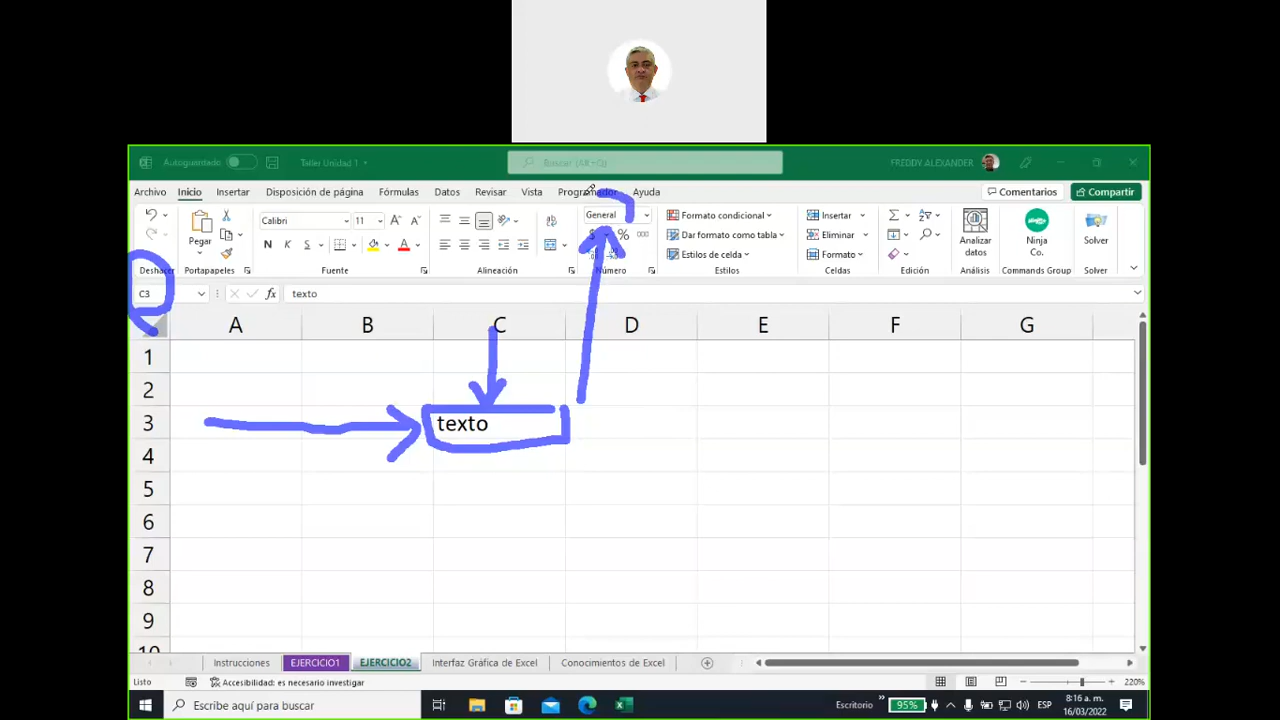 Autoguardado
Taller Unidad 1
Buscar (Alt+Q)
FREDDY ALEXANDER
Archivo Inicio Insertar Disposición de página Fórmulas Datos Revisar Vista Programador Ayuda Comentarios Compartir
Calibri 11 General Formato condicional Insertar
Pegar N K S $ % 000 Dar formato como tabla Eliminar Analizar datos Ninja Co. Solver
Estilos de celda Formato
Deshacer Portapapeles Fuente Alineación Número Estilos Celdas Edición Análisis Commands Group Solver
C3 fx texto
A B C D E F G
1
2
3 texto
4
5
6
7
8
9
10
Instrucciones EJERCICIO1 EJERCICIO2 Interfaz Gráfica de Excel Conocimientos de Excel
Listo Accesibilidad: es necesario investigar 220%
Escribe aquí para buscar Escritorio 95% ESP 8:16 a. m.
16/03/2022